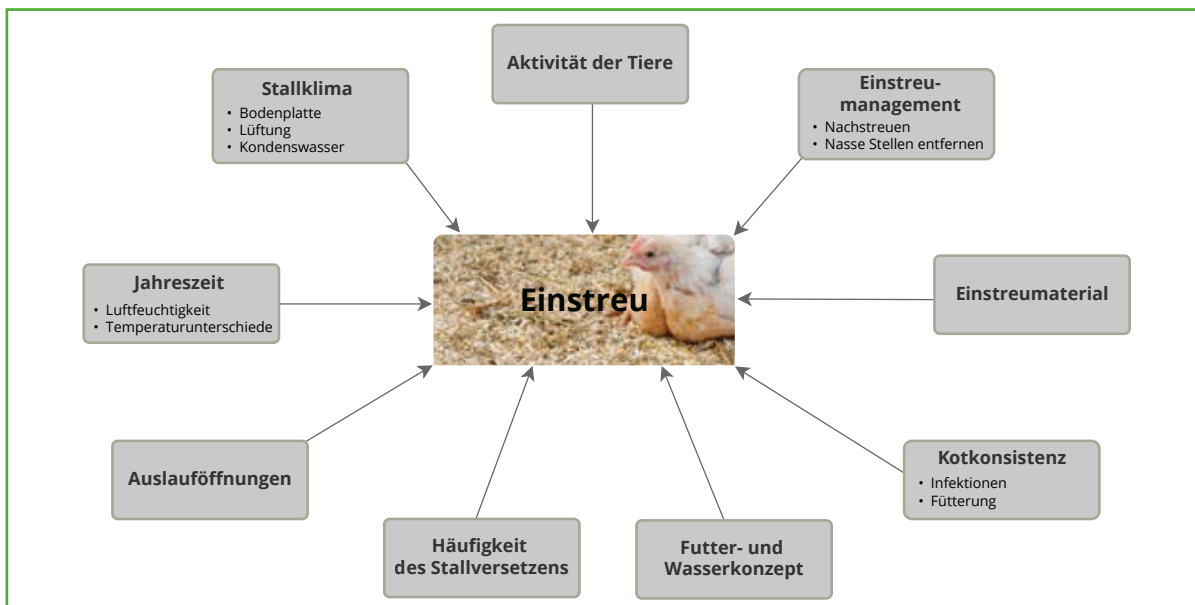 Aktivität der Tiere
Stallklima
• Bodenplatte
• Lüftung
• Kondenswasser
Einstreu-
management
• Nachstreuen
• Nasse Stellen entfernen
Jahreszeit
• Luftfeuchtigkeit
• Temperaturunterschiede
Einstreu
Einstreumaterial
Auslauföffnungen
Häufigkeit
des Stallversetzens
Futter- und
Wasserkonzept
Kotkonsistenz
• Infektionen
• Fütterung